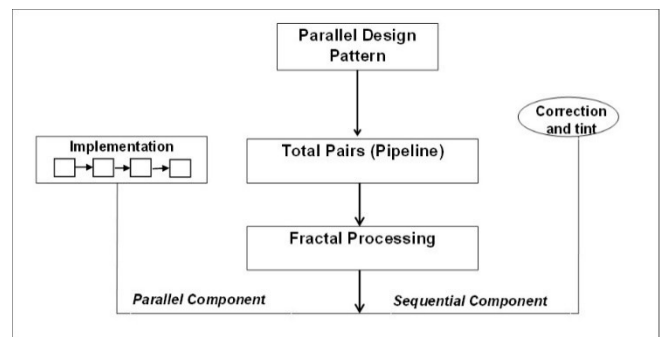 Parallel Design
Pattern
Correction
and tint
Implementation
Total Pairs (Pipeline)
Fractal Processing
Parallel Component
Sequential Component